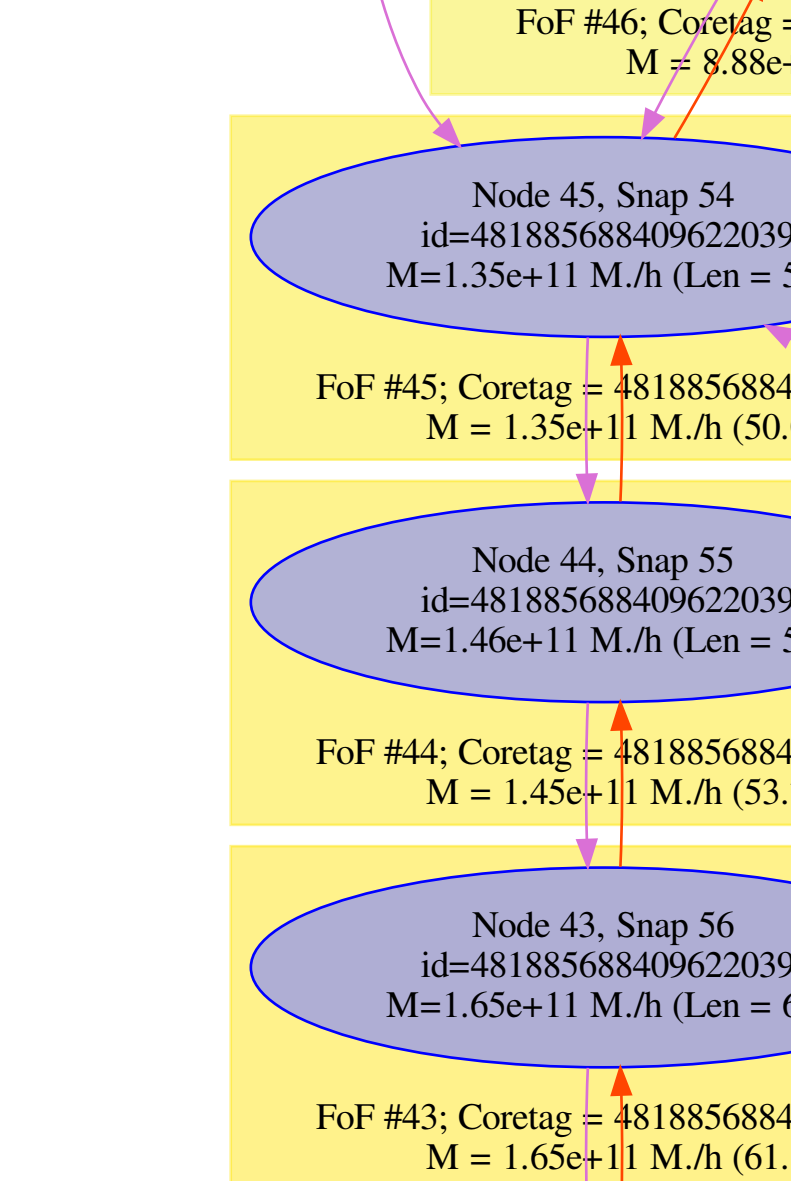 FoF #46; Coretag =
M = 8.88e-
Node 45, Snap 54
id=481885688409622039
M=1.35e+11 M./h (Len = 5
FoF #45; Coretag = 4818856884
M = 1.35e+11 M./h (50.
Node 44, Snap 55
id=481885688409622039
M=1.46e+11 M./h (Len = 5
FoF #44; Coretag = 4818856884
M = 1.45e+11 M./h (53.
Node 43, Snap 56
id=481885688409622039
M=1.65e+11 M./h (Len = 6
FoF #43; Coretag = 4818856884
M = 1.65e+11 M./h (61.